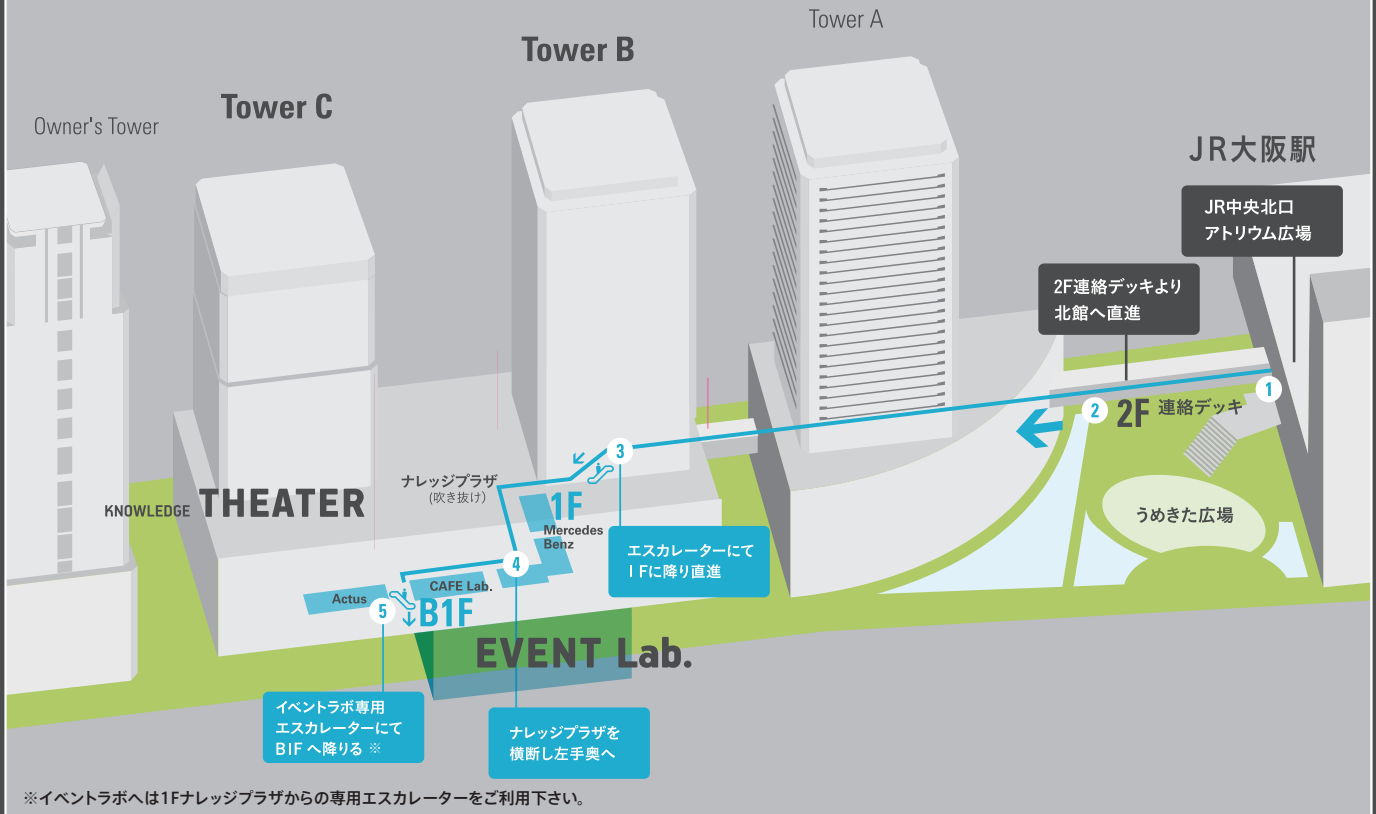 Tower A
Tower B
Tower C
Owner's Tower
JR大阪駅
JR中央北口
アトリウム広場
2F連絡デッキより
北館へ直進
1
2
2F 連絡デッキ
3
ナレッジプラザ
(吹き抜け)
KNOWLEDGE THEATER
1F
Mercedes
Benz
うめきた広場
エスカレーターにて
1Fに降り直進
4
CAFE Lab.
Actus
5
B1F
EVENT Lab.
イベントラボ専用
エスカレーターにて
B1Fへ降りる ※
ナレッジプラザを
横断し左手奥へ
※イベントラボへは1Fナレッジプラザからの専用エスカレーターをご利用下さい。